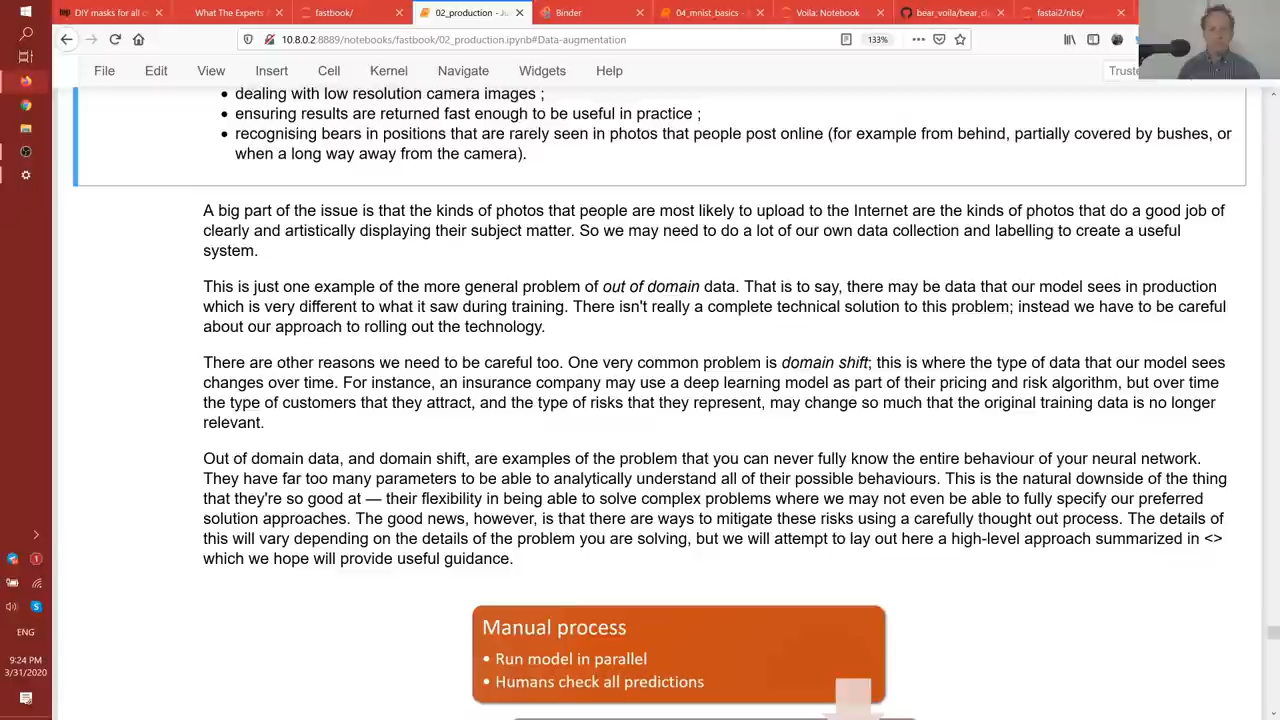 DIY masks for all c
What The Experts
fastbook/
02_production - Ju
Binder
04_mnist_basics -
Voila: Notebook
bear_voila/bear_cl
fastai2/nbs/
10.8.0.2:8889/notebooks/fastbook/02_production.ipynb#Data-augmentation
133%
File Edit View Insert Cell Kernel Navigate Widgets Help
Truste
• dealing with low resolution camera images ;
• ensuring results are returned fast enough to be useful in practice ;
• recognising bears in positions that are rarely seen in photos that people post online (for example from behind, partially covered by bushes, or
when a long way away from the camera).
A big part of the issue is that the kinds of photos that people are most likely to upload to the Internet are the kinds of photos that do a good job of
clearly and artistically displaying their subject matter. So we may need to do a lot of our own data collection and labelling to create a useful
system.
This is just one example of the more general problem of out of domain data. That is to say, there may be data that our model sees in production
which is very different to what it saw during training. There isn't really a complete technical solution to this problem; instead we have to be careful
about our approach to rolling out the technology.
There are other reasons we need to be careful too. One very common problem is domain shift; this is where the type of data that our model sees
changes over time. For instance, an insurance company may use a deep learning model as part of their pricing and risk algorithm, but over time
the type of customers that they attract, and the type of risks that they represent, may change so much that the original training data is no longer
relevant.
Out of domain data, and domain shift, are examples of the problem that you can never fully know the entire behaviour of your neural network.
They have far too many parameters to be able to analytically understand all of their possible behaviours. This is the natural downside of the thing
that they're so good at — their flexibility in being able to solve complex problems where we may not even be able to fully specify our preferred
solution approaches. The good news, however, is that there are ways to mitigate these risks using a carefully thought out process. The details of
this will vary depending on the details of the problem you are solving, but we will attempt to lay out here a high-level approach summarized in <>
which we hope will provide useful guidance.
Manual process
• Run model in parallel
• Humans check all predictions
ENG
9:24 PM
3/31/2020